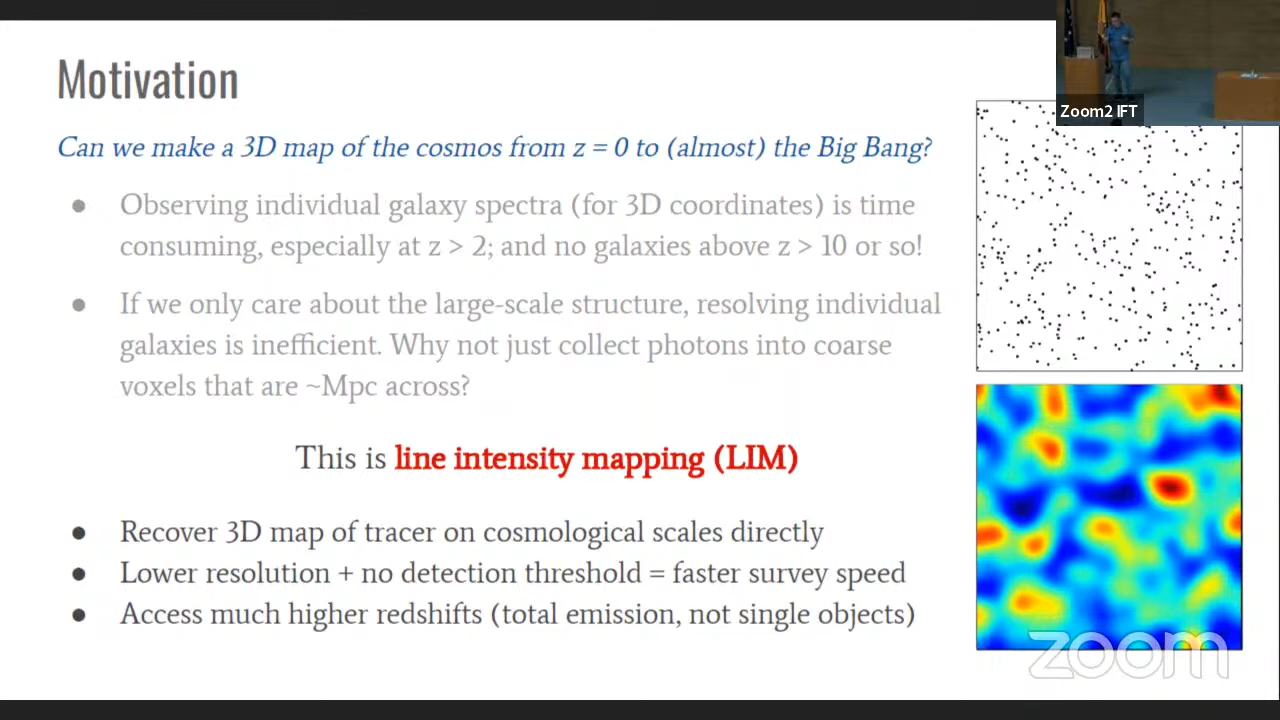 Motivation
Zoom2 IFT
Can we make a 3D map of the cosmos from z = 0 to (almost) the Big Bang?
● Observing individual galaxy spectra (for 3D coordinates) is time
consuming, especially at z > 2; and no galaxies above z > 10 or so!
● If we only care about the large-scale structure, resolving individual
galaxies is inefficient. Why not just collect photons into coarse
voxels that are ~Mpc across?
This is line intensity mapping (LIM)
● Recover 3D map of tracer on cosmological scales directly
● Lower resolution + no detection threshold = faster survey speed
● Access much higher redshifts (total emission, not single objects)
zoom